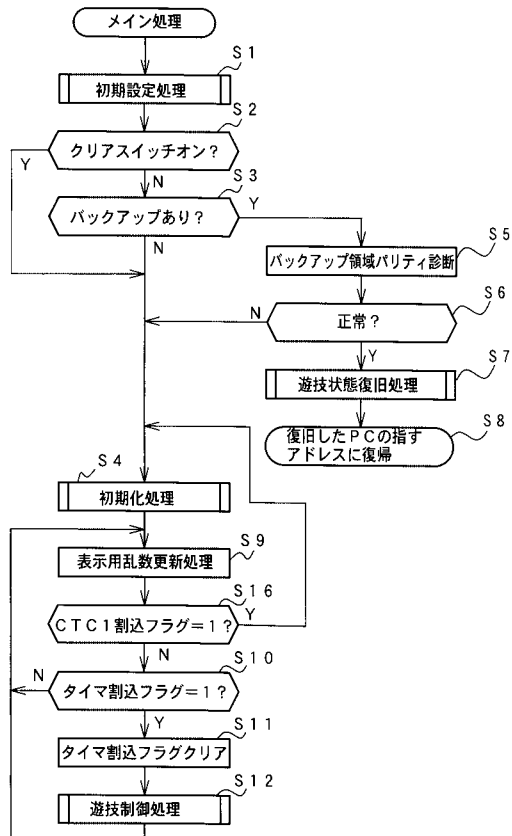 メイン処理
S1
初期設定処理
S2
クリアスイッチオン?
Y
N
S3
バックアップあり?
Y
N
S5
バックアップ領域パリティ診断
S6
正常?
N
Y
S7
遊技状態復旧処理
S8
復旧したPCの指す
アドレスに復帰
S4
初期化処理
S9
表示用乱数更新処理
S16
CTC1割込フラグ=1?
Y
N
S10
タイマ割込フラグ=1?
N
Y
S11
タイマ割込フラグクリア
S12
遊技制御処理